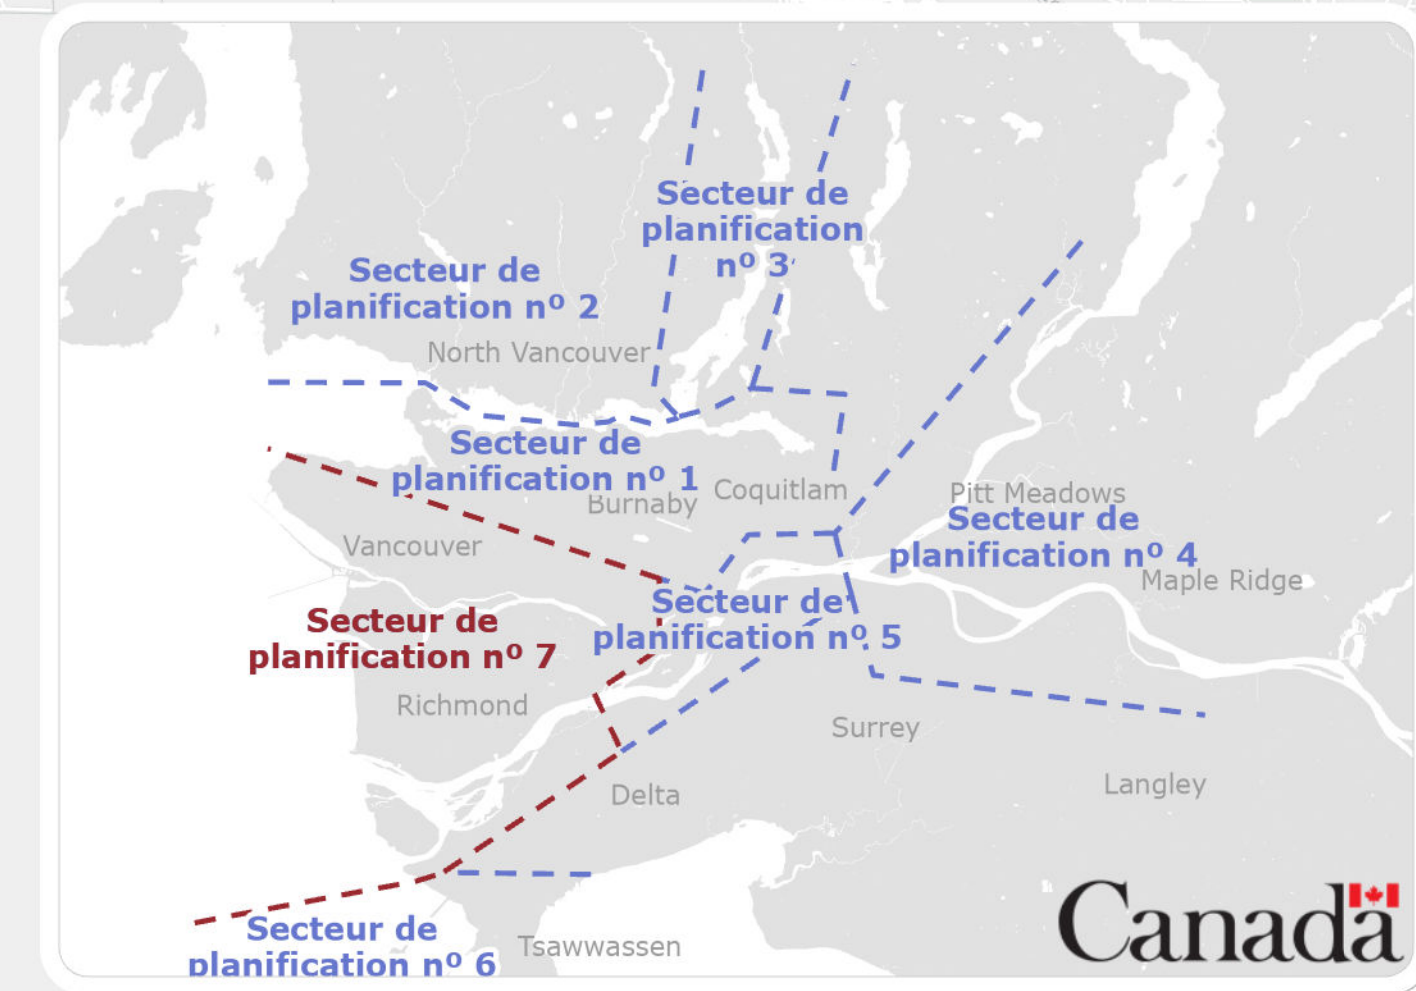 Secteur de
planification
nº 3
Secteur de
planification nº 2
North Vancouver
Secteur de
planification nº 1
Burnaby
Coquitlam
Pitt Meadows
Secteur de
planification nº 4
Vancouver
Maple Ridge
Secteur de
planification nº 5
Secteur de
planification nº 7
Richmond
Surrey
Langley
Delta
Secteur de
planification nº 6
Tsawwassen
Canada